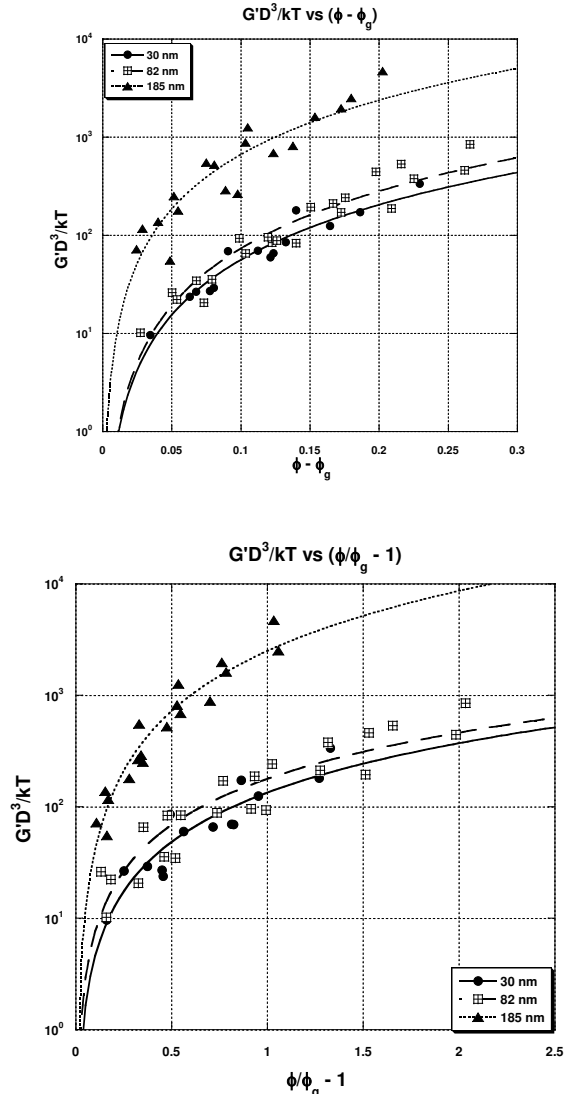 G'D³/kT vs (ϕ - ϕg)
10⁴
30 nm
82 nm
185 nm
10³
G'D³/kT
10²
10¹
10⁰
0 0.05 0.1 0.15 0.2 0.25 0.3
ϕ - ϕg
G'D³/kT vs (ϕ/ϕg - 1)
10⁴
10³
G'D³/kT
10²
10¹
30 nm
82 nm
185 nm
10⁰
0 0.5 1 1.5 2 2.5
ϕ/ϕg - 1